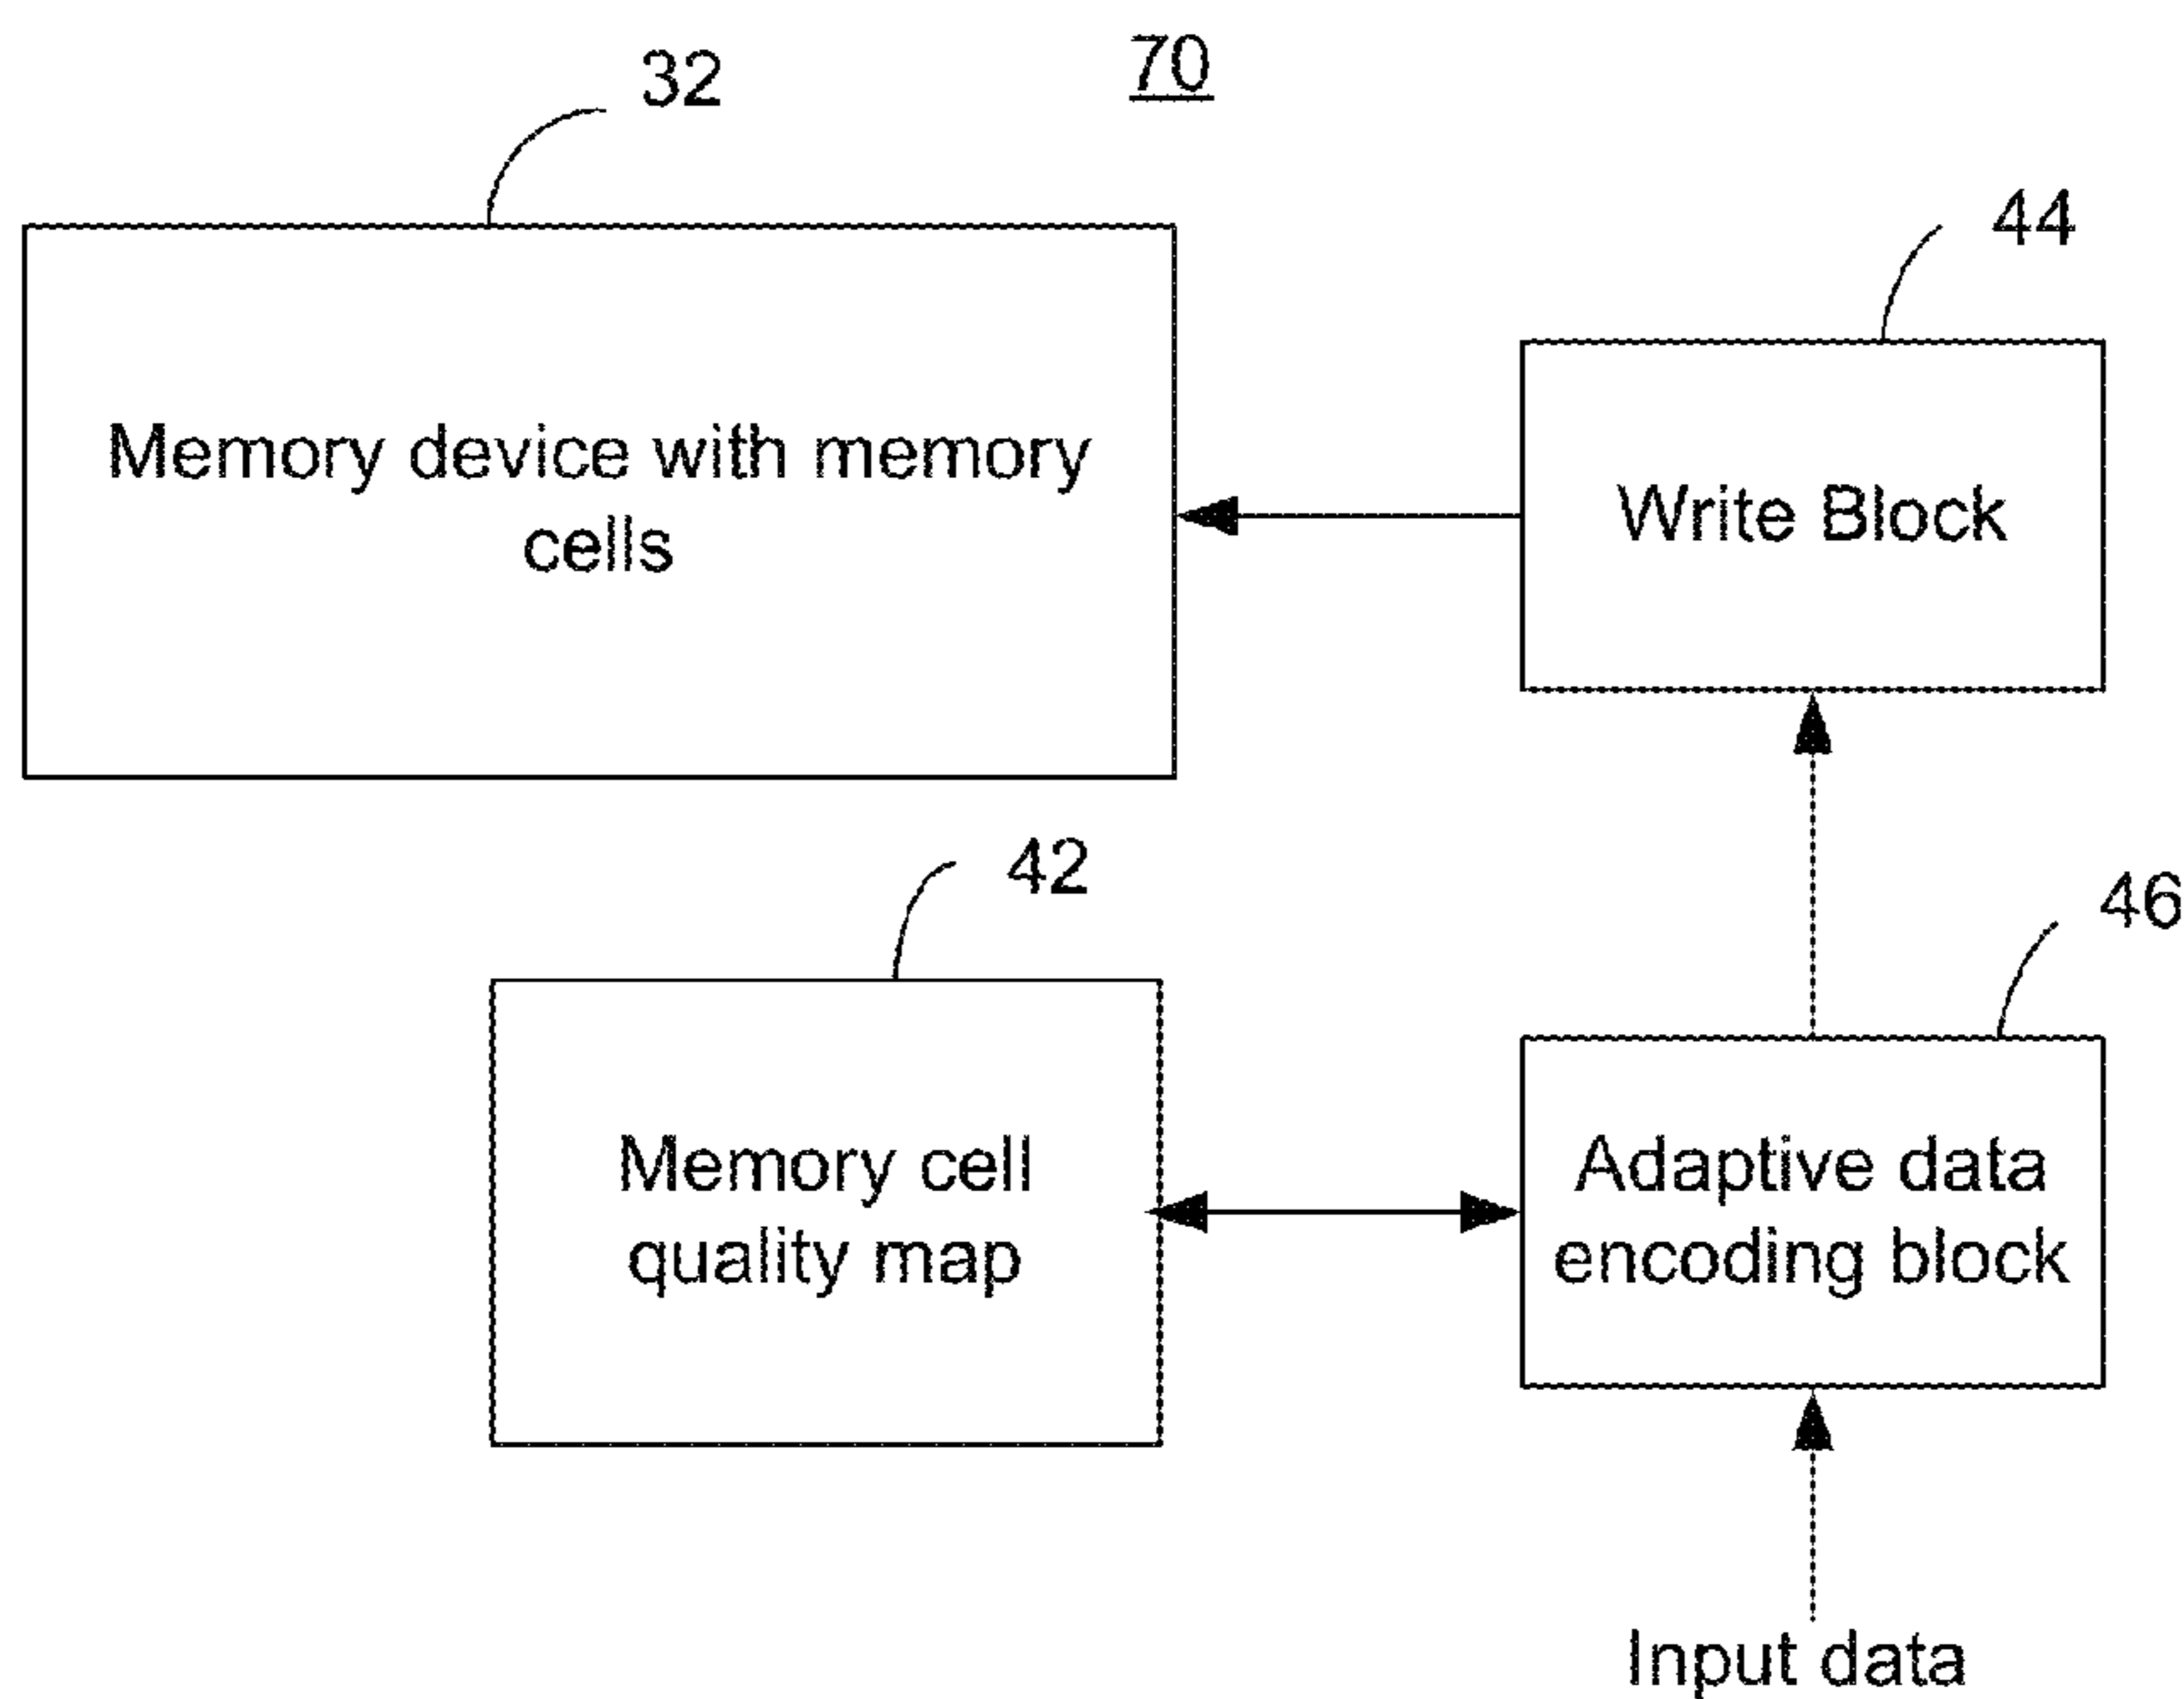 32
70
44
Memory device with memory
cells
Write Block
42
46
Memory cell
quality map
Adaptive data
encoding block
Input data